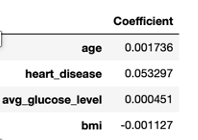 Coefficient
age 0.001736
heart_disease 0.053297
avg_glucose_level 0.000451
bmi -0.001127